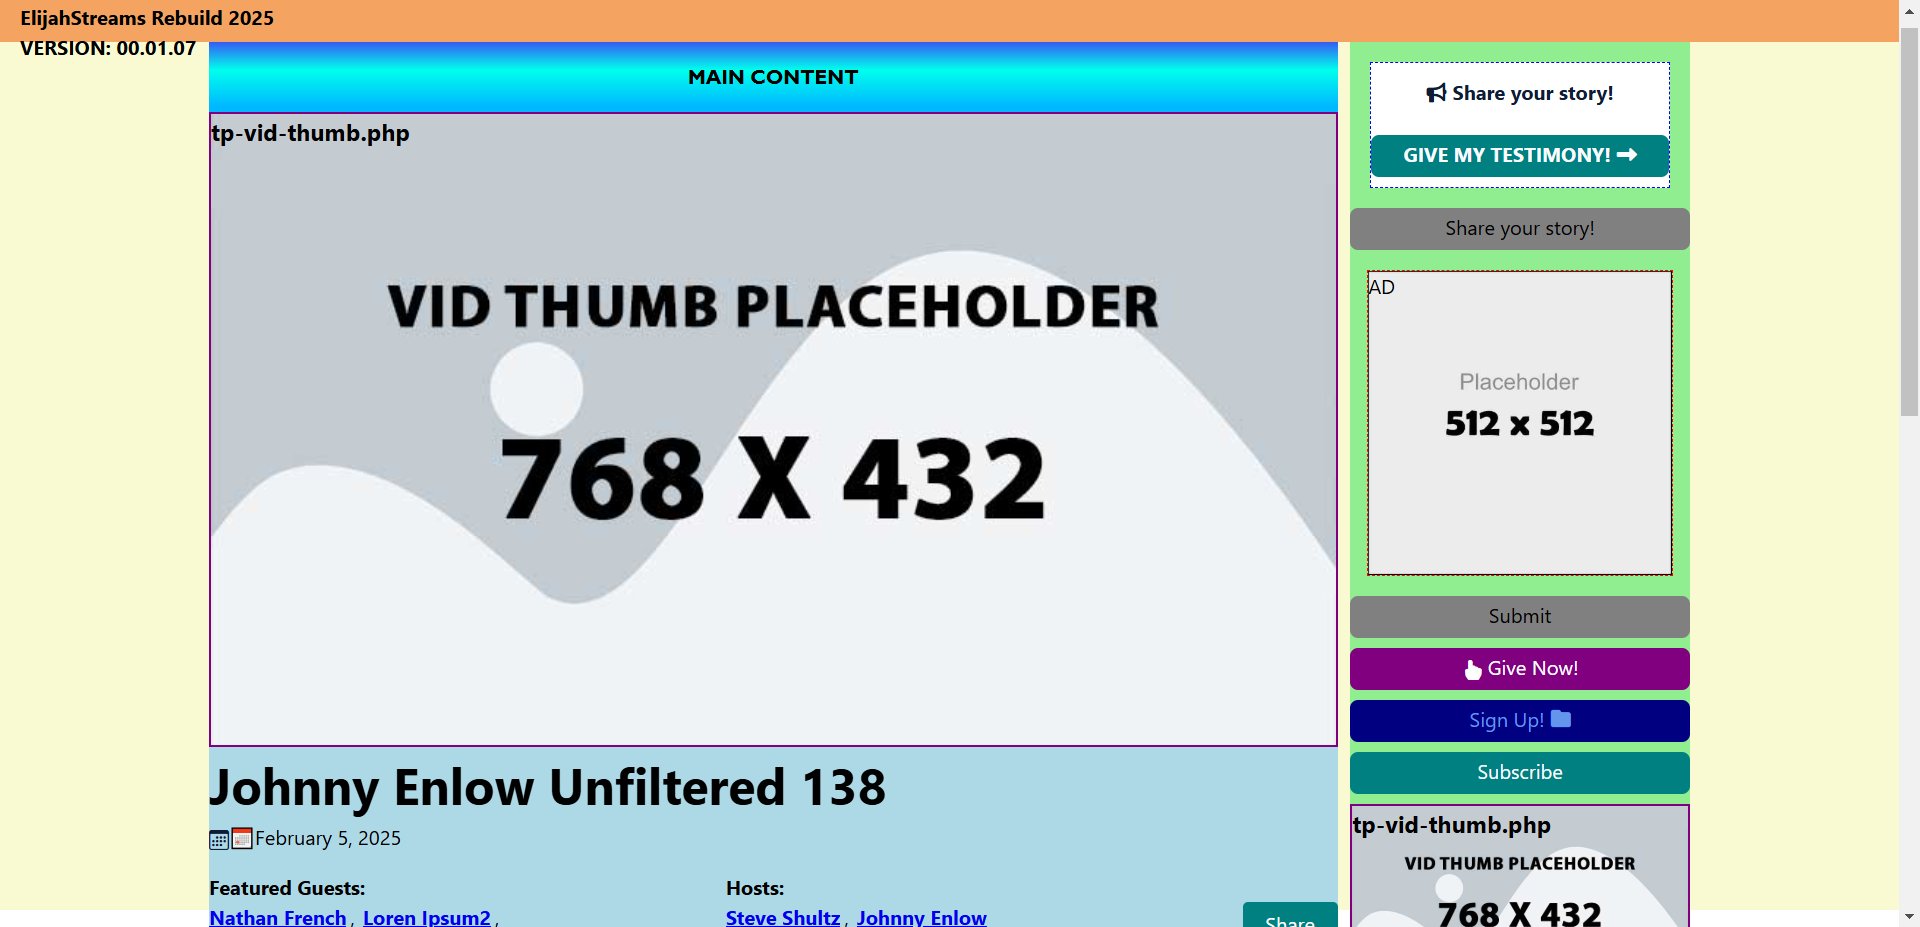 ElijahStreams Rebuild 2025
VERSION: 00.01.07
MAIN CONTENT
tp-vid-thumb.php
VID THUMB PLACEHOLDER
768 X 432
Johnny Enlow Unfiltered 138
February 5, 2025
Featured Guests:
Nathan French , Loren Ipsum2 ,
Hosts:
Steve Shultz , Johnny Enlow
Share
Share your story!
GIVE MY TESTIMONY!
Share your story!
AD
Placeholder
512 x 512
Submit
Give Now!
Sign Up!
Subscribe
tp-vid-thumb.php
VID THUMB PLACEHOLDER
768 X 432